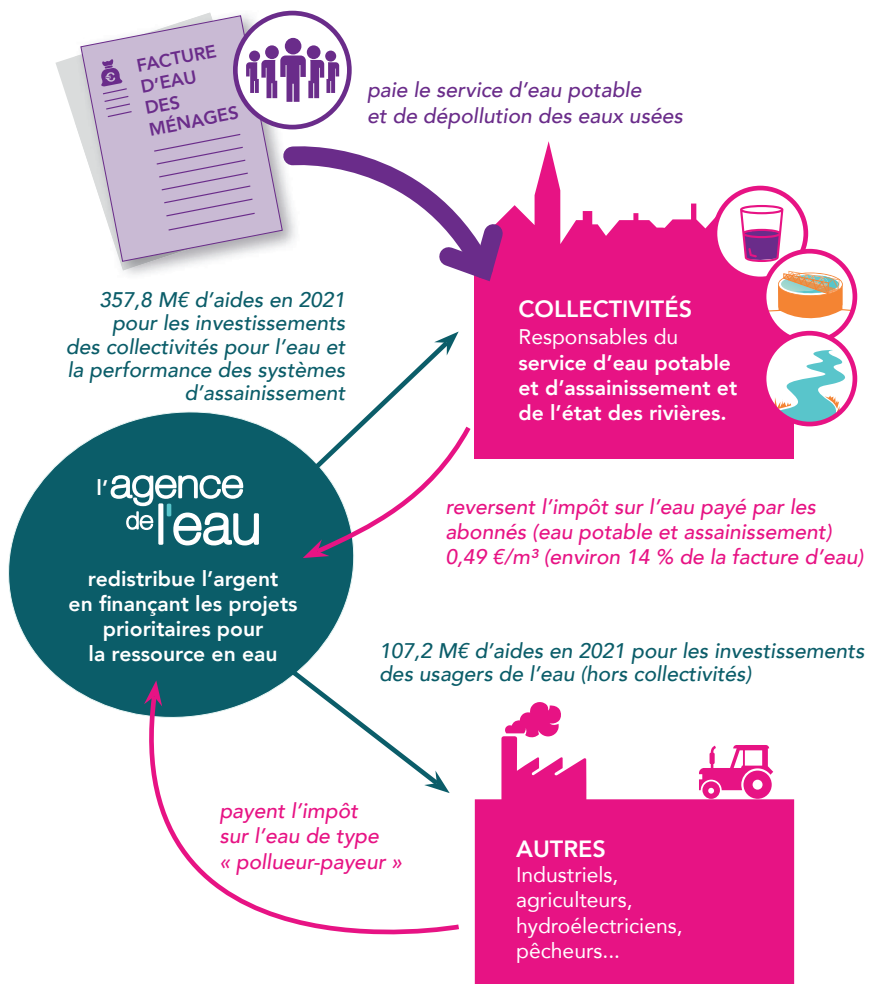 FACTURE
D'EAU
DES
MÉNAGES
paie le service d'eau potable
et de dépollution des eaux usées
357,8 M€ d'aides en 2021
pour les investissements
des collectivités pour l'eau et
la performance des systèmes
d'assainissement
COLLECTIVITÉS
Responsables du
service d'eau potable
et d'assainissement et
de l'état des rivières.
l'agence
de l'eau
redistribue l'argent
en finançant les projets
prioritaires pour
la ressource en eau
reversent l'impôt sur l'eau payé par les
abonnés (eau potable et assainissement)
0,49 €/m³ (environ 14 % de la facture d'eau)
107,2 M€ d'aides en 2021 pour les investissements
des usagers de l'eau (hors collectivités)
payent l'impôt
sur l'eau de type
« pollueur-payeur »
AUTRES
Industriels,
agriculteurs,
hydroélectriciens,
pêcheurs...